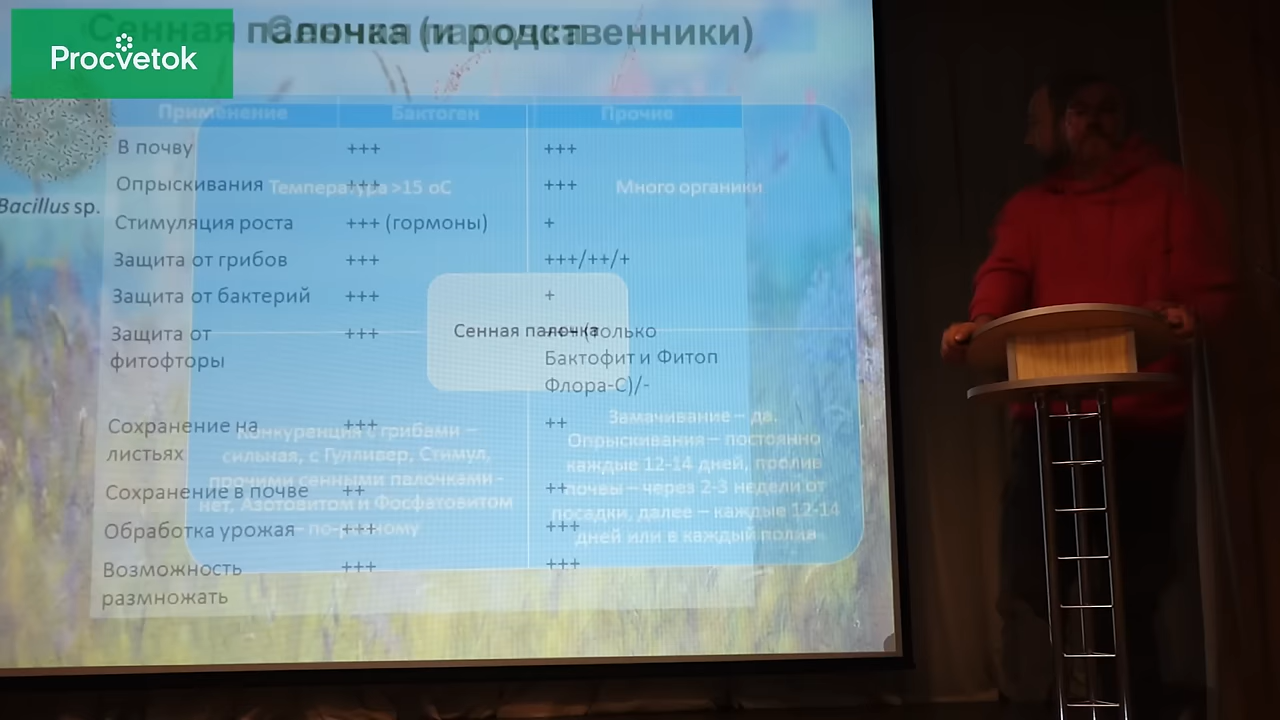 Procvetok
Сенная палочка (и родственники)
Применение Бактоген Прочие
В почву +++ +++
Опрыскивания +++ +++
Температура >15 оС Много органики
Bacillus sp.
Стимуляция роста +++ (гормоны) +
Защита от грибов +++ +++/++/+
Защита от бактерий +++ +
Сенная палочка
Защита от +++ (только
фитофторы Бактофит и Фитоп
Флора-С)/-
Сохранение на +++ ++
листьях
Сохранение в почве ++ ++
Обработка урожая +++ +++
Возможность +++ +++
размножать
Конкуренция с грибами –
сильная, с Гулливер, Стимул,
прочими сенными палочками -
нет, Азотовитом и Фосфатовитом
– по-разному
Замачивание – да.
Опрыскивания – постоянно
каждые 12-14 дней, пролив
почвы – через 2-3 недели от
посадки, далее – каждые 12-14
дней или в каждый полив